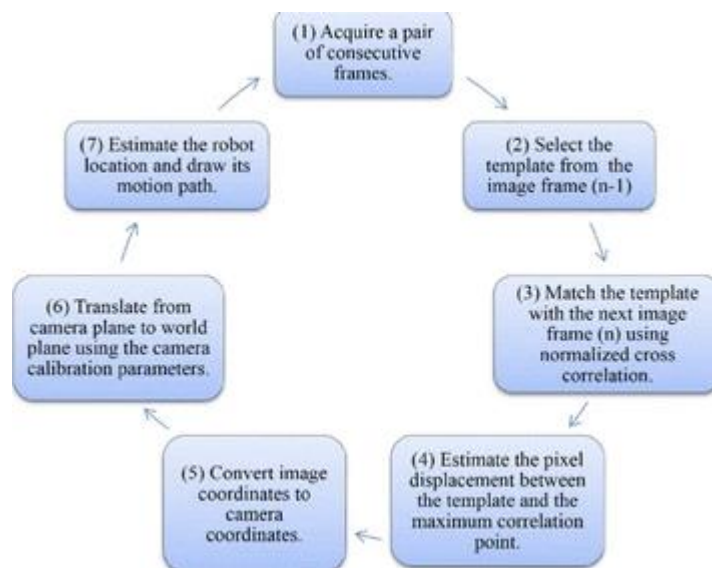 (1) Acquire a pair
of consecutive
frames.
(2) Select the
template from the
image frame (n-1)
(3) Match the template
with the next image
frame (n) using
normalized cross
correlation.
(4) Estimate the pixel
displacement between
the template and the
maximum correlation
point.
(5) Convert image
coordinates to
camera
coordinates.
(6) Translate from
camera plane to world
plane using the camera
calibration parameters.
(7) Estimate the robot
location and draw its
motion path.